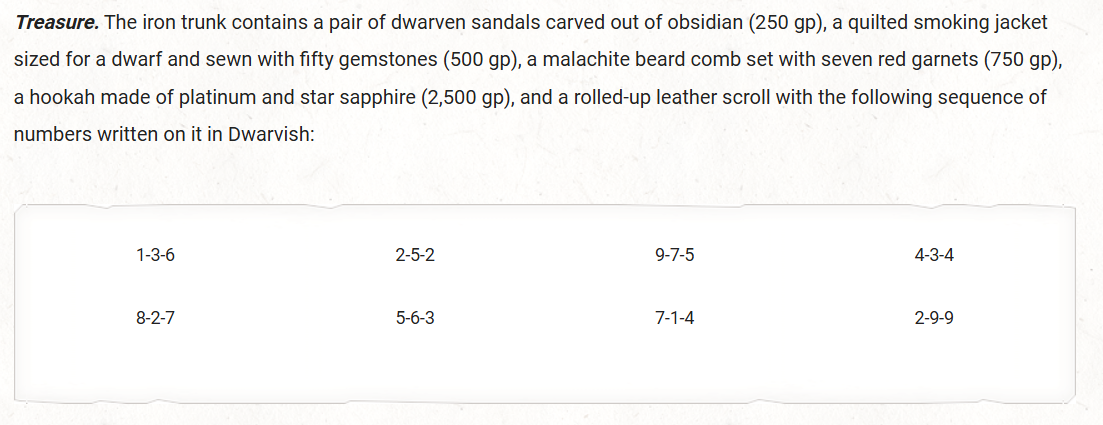 Treasure. The iron trunk contains a pair of dwarven sandals carved out of obsidian (250 gp), a quilted smoking jacket
sized for a dwarf and sewn with fifty gemstones (500 gp), a malachite beard comb set with seven red garnets (750 gp),
a hookah made of platinum and star sapphire (2,500 gp), and a rolled-up leather scroll with the following sequence of
numbers written on it in Dwarvish:
1-3-6 2-5-2 9-7-5 4-3-4
8-2-7 5-6-3 7-1-4 2-9-9